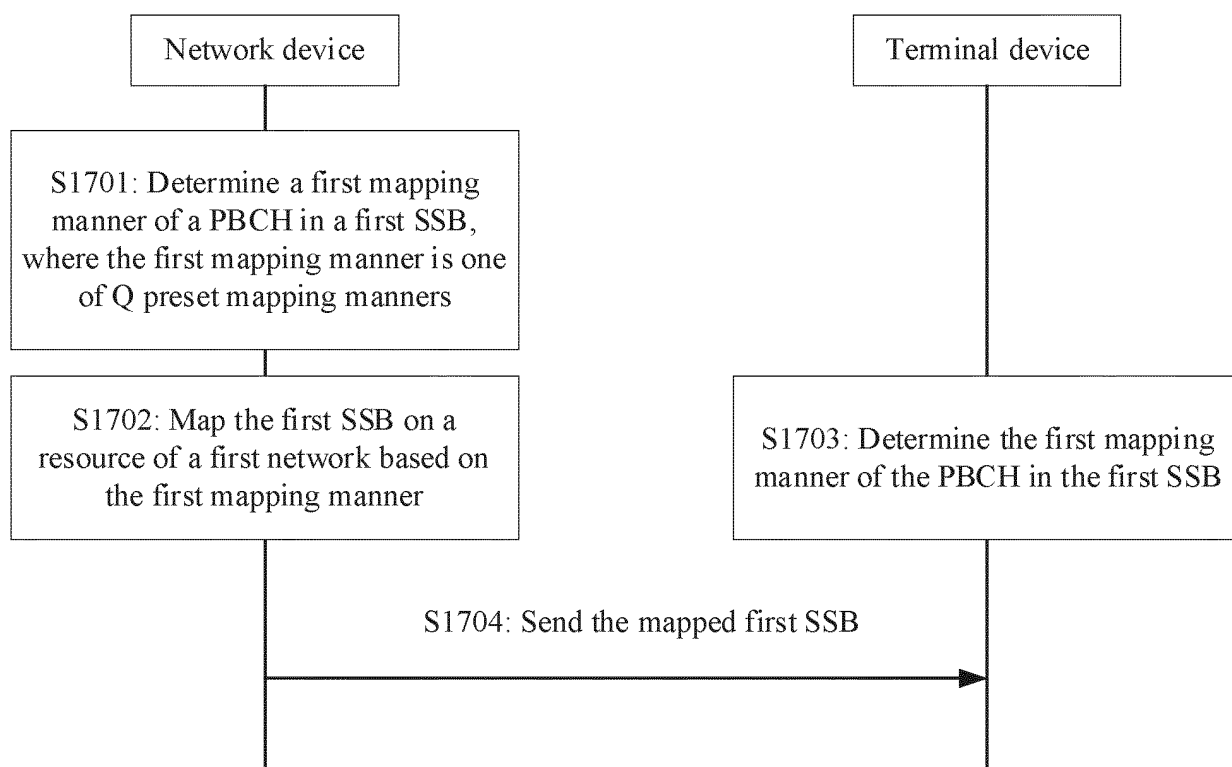 Network device
Terminal device
S1701: Determine a first mapping
manner of a PBCH in a first SSB,
where the first mapping manner is one
of Q preset mapping manners
S1702: Map the first SSB on a
resource of a first network based on
the first mapping manner
S1703: Determine the first mapping
manner of the PBCH in the first SSB
S1704: Send the mapped first SSB